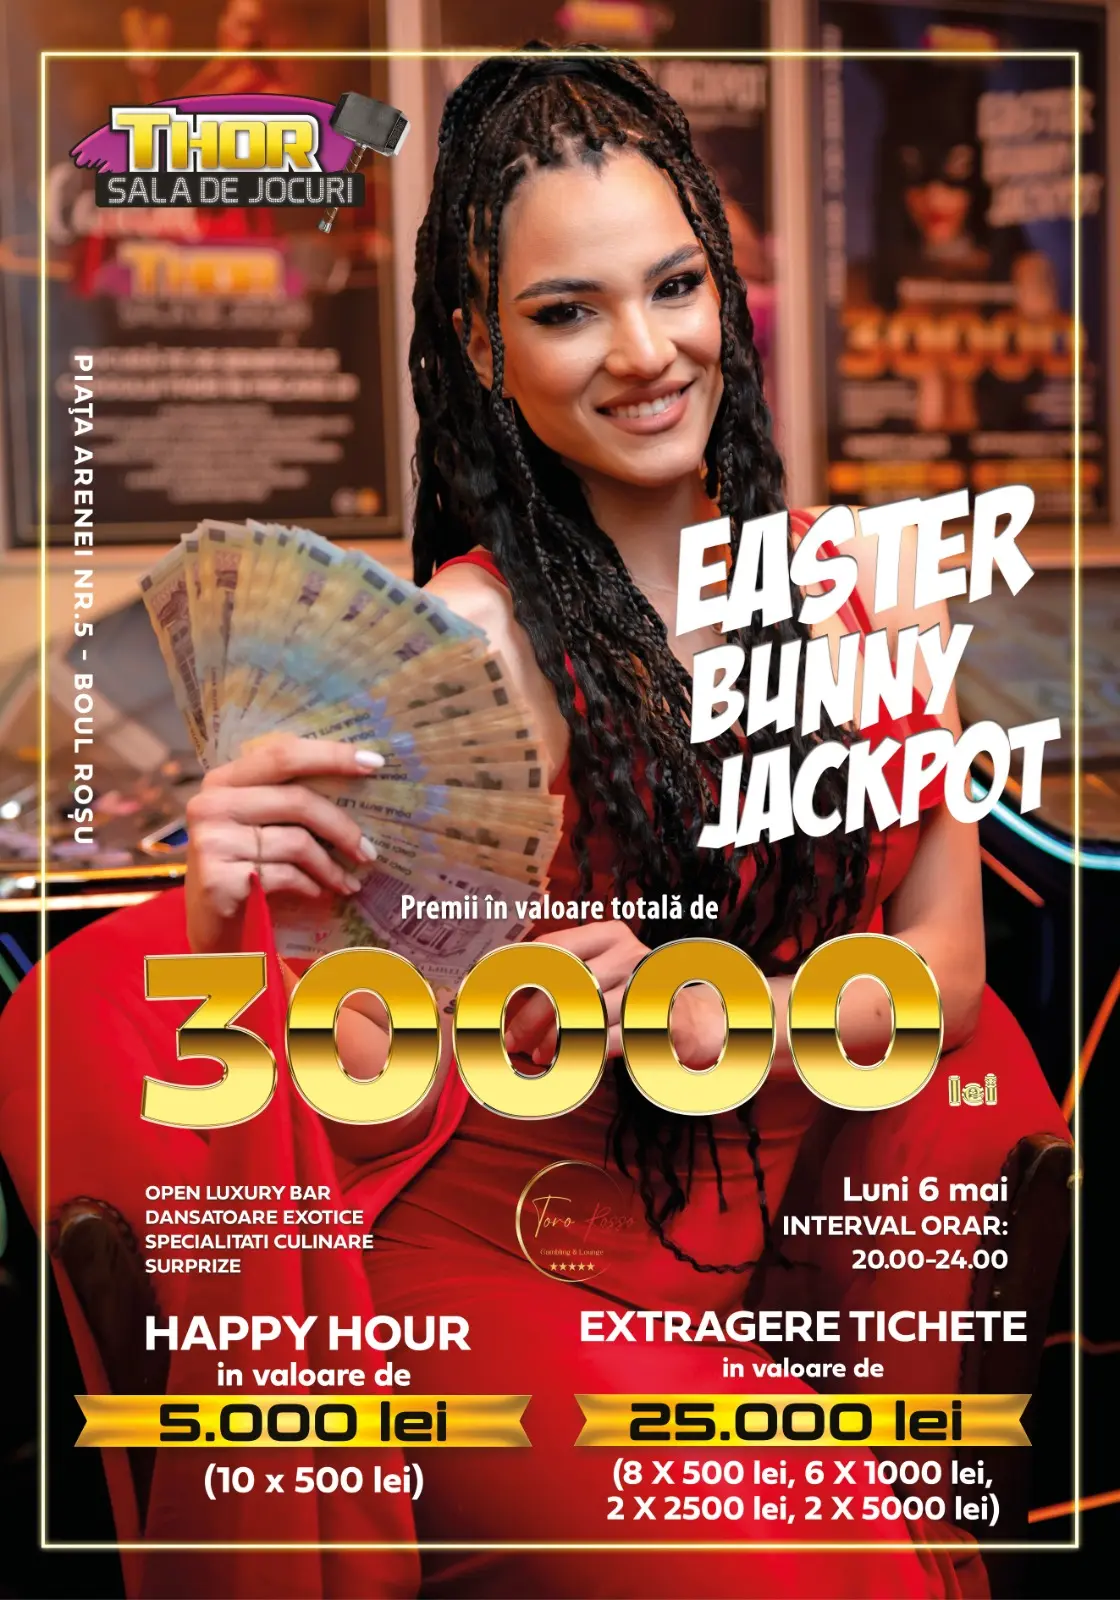 THOR
SALA DE JOCURI
PIAȚA ARENEI NR.5 - BOUL ROȘU
EASTER
BUNNY
JACKPOT
Premii în valoare totală de
30000 lei
OPEN LUXURY BAR
DANSATOARE EXOTICE
SPECIALITATI CULINARE
SURPRIZE
Toro Rosso
Gambling & Lounge
Luni 6 mai
INTERVAL ORAR:
20.00-24.00
HAPPY HOUR
in valoare de
5.000 lei
(10 x 500 lei)
EXTRAGERE TICHETE
in valoare de
25.000 lei
(8 X 500 lei, 6 X 1000 lei,
2 X 2500 lei, 2 X 5000 lei)